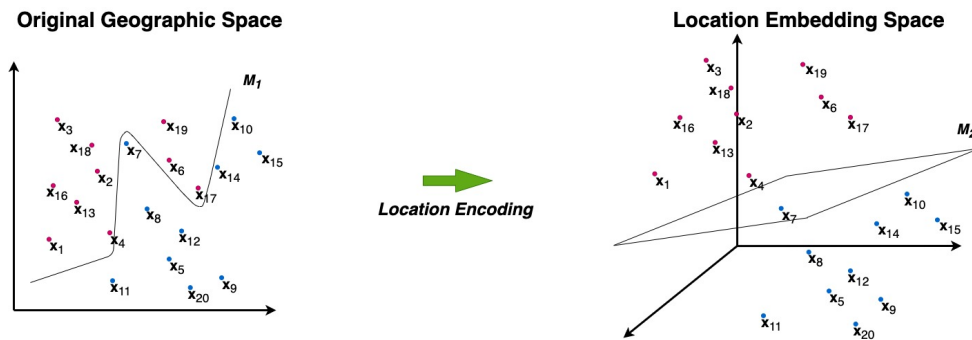 Original Geographic Space
M₁
x₃
x₁₈
x₁₉
x₁₀
x₇
x₁₅
x₂
x₆
x₁₄
x₁₆
x₁₇
x₁₃
x₈
x₁
x₄
x₁₂
x₅
x₁₁
x₂₀
x₉
Location Encoding
Location Embedding Space
x₃
x₁₉
x₁₈
x₆
x₁₆
x₂
x₁₇
M₂
x₁₃
x₁
x₄
x₇
x₁₀
x₁₄
x₁₅
x₈
x₁₂
x₅
x₉
x₁₁
x₂₀